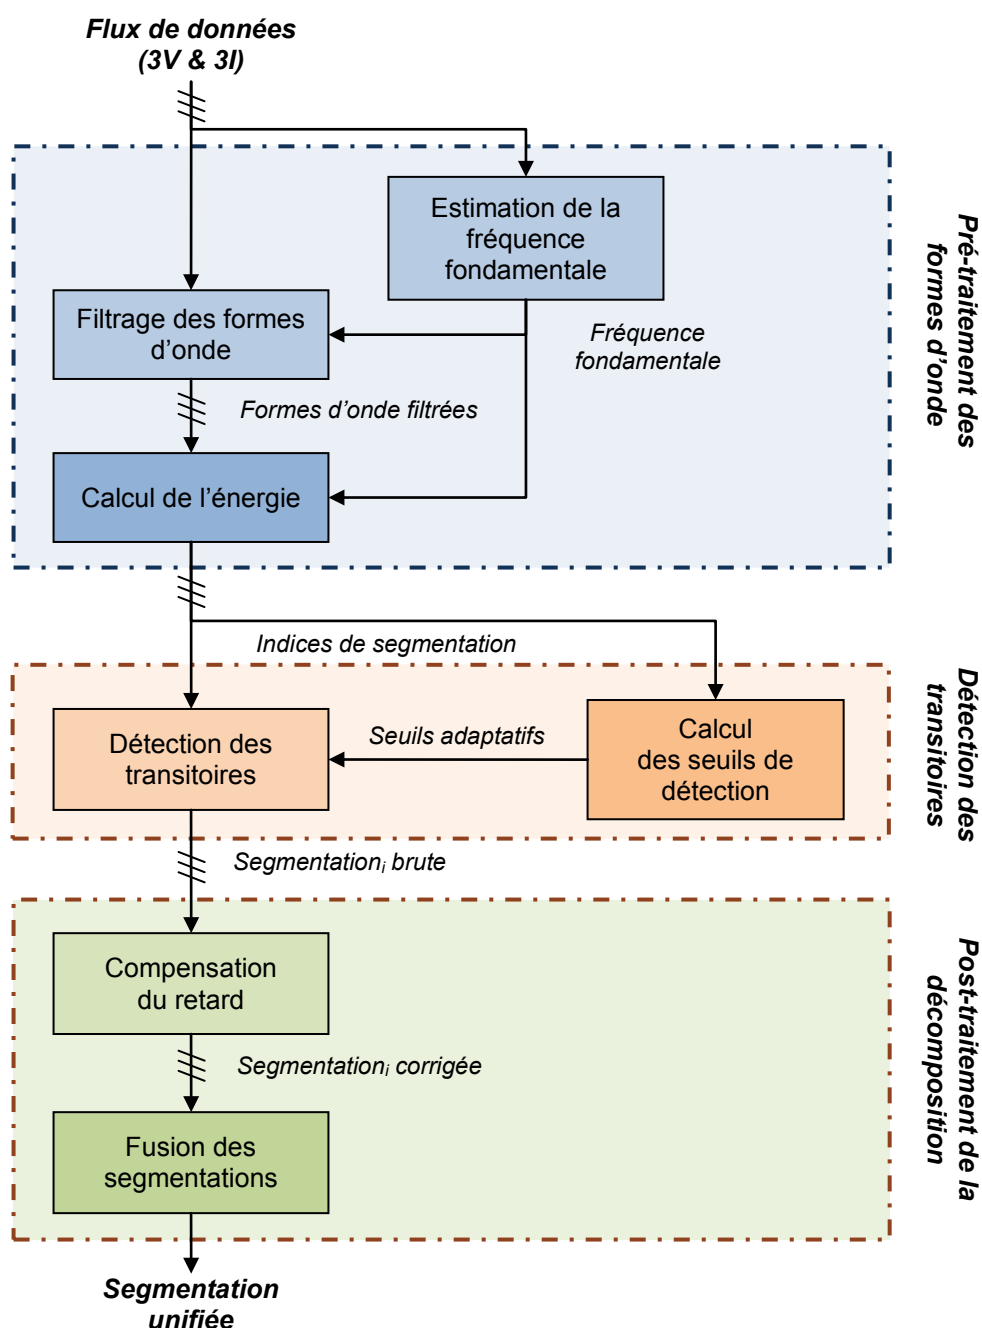 Flux de données
(3V & 3I)
Estimation de la
fréquence
fondamentale
Filtrage des formes
d’onde
Fréquence
fondamentale
Formes d’onde filtrées
Calcul de l’énergie
Pré-traitement des
formes d’onde
Indices de segmentation
Détection des
transitoires
Seuils adaptatifs
Calcul
des seuils de
détection
Détection des
transitoires
Segmentationᵢ brute
Compensation
du retard
Segmentationᵢ corrigée
Fusion des
segmentations
Post-traitement de la
décomposition
Segmentation
unifiée